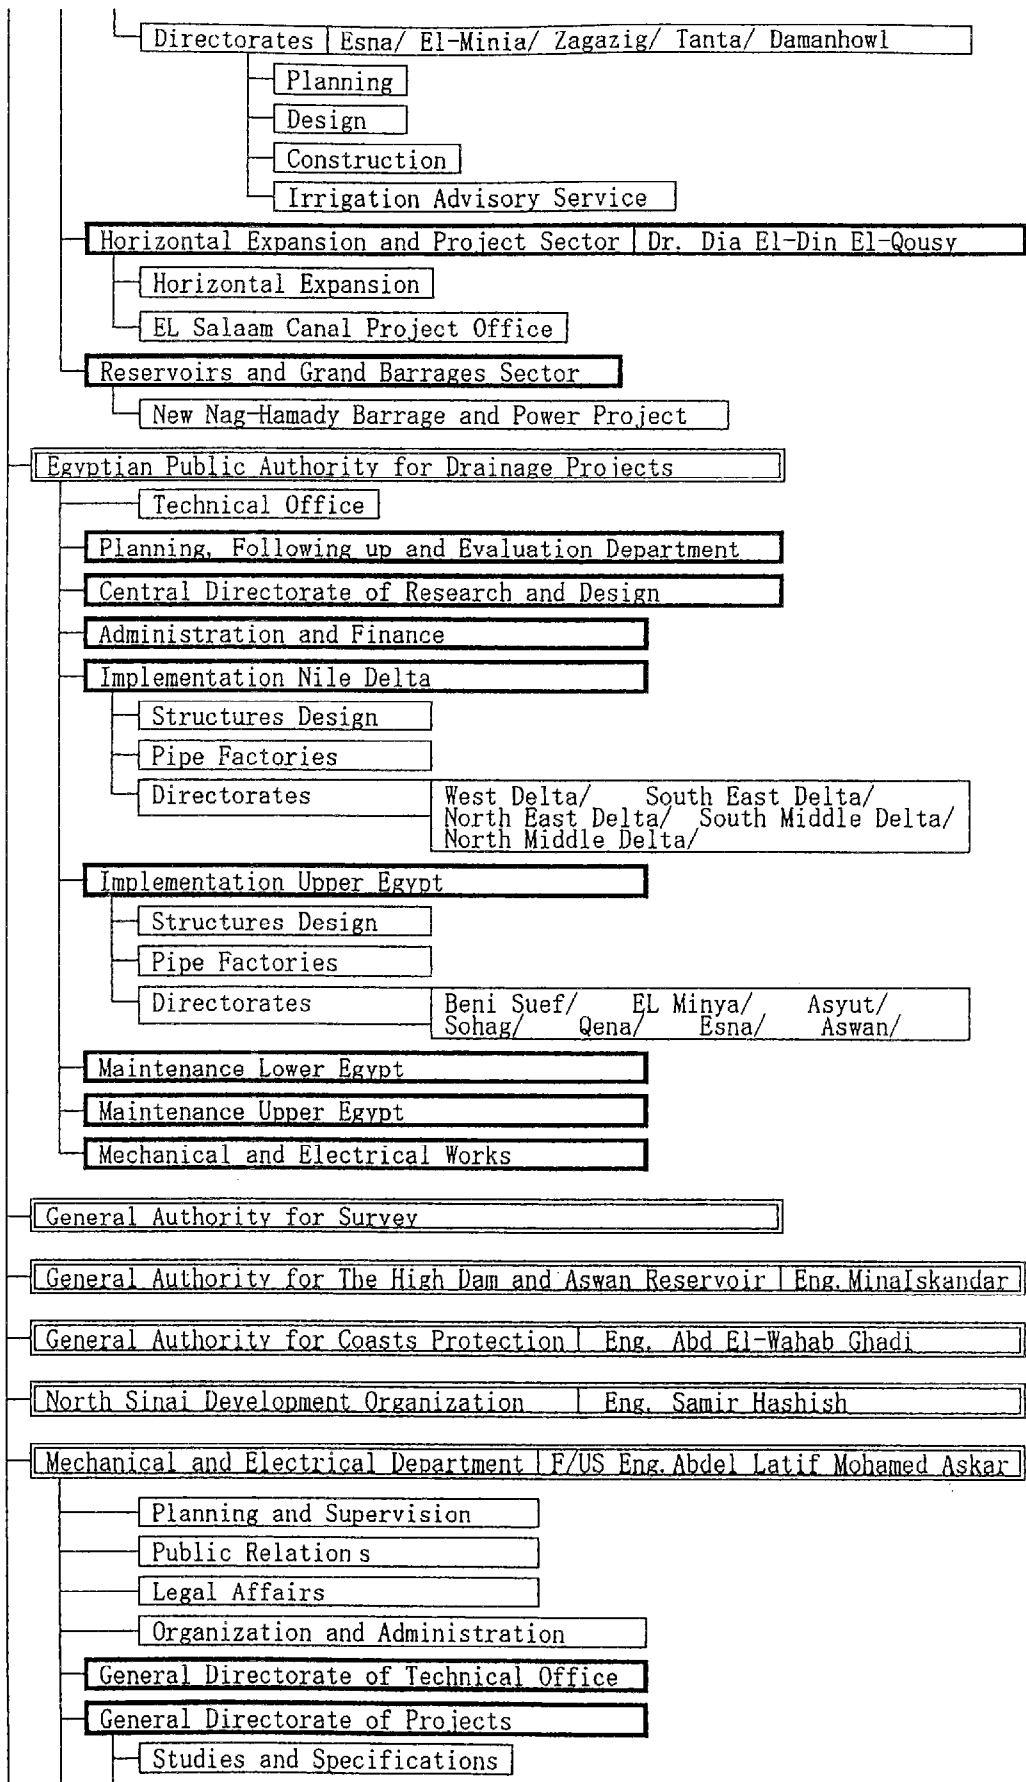 Directorates Esna/ El-Minia/ Zagazig/ Tanta/ Damanhowl
Planning
Design
Construction
Irrigation Advisory Service
Horizontal Expansion and Project Sector Dr. Dia El-Din El-Qousy
Horizontal Expansion
EL Salaam Canal Project Office
Reservoirs and Grand Barrages Sector
New Nag-Hamady Barrage and Power Project
Egyptian Public Authority for Drainage Projects
Technical Office
Planning, Following up and Evaluation Department
Central Directorate of Research and Design
Administration and Finance
Implementation Nile Delta
Structures Design
Pipe Factories
Directorates West Delta/ South East Delta/
North East Delta/ South Middle Delta/
North Middle Delta/
Implementation Upper Egypt
Structures Design
Pipe Factories
Directorates Beni Suef/ EL Minya/ Asyut/
Sohag/ Qena/ Esna/ Aswan/
Maintenance Lower Egypt
Maintenance Upper Egypt
Mechanical and Electrical Works
General Authority for Survey
General Authority for The High Dam and Aswan Reservoir Eng.MinaIskandar
General Authority for Coasts Protection Eng. Abd El-Wahab Ghadi
North Sinai Development Organization Eng. Samir Hashish
Mechanical and Electrical Department F/US Eng.Abdel Latif Mohamed Askar
Planning and Supervision
Public Relations
Legal Affairs
Organization and Administration
General Directorate of Technical Office
General Directorate of Projects
Studies and Specifications